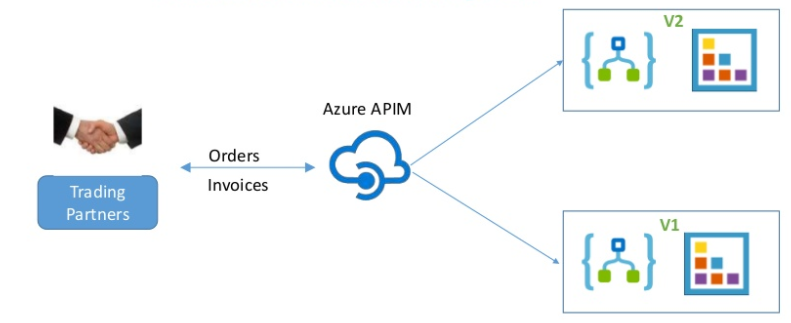 V2
Azure APIM
Orders
Invoices
Trading
Partners
V1